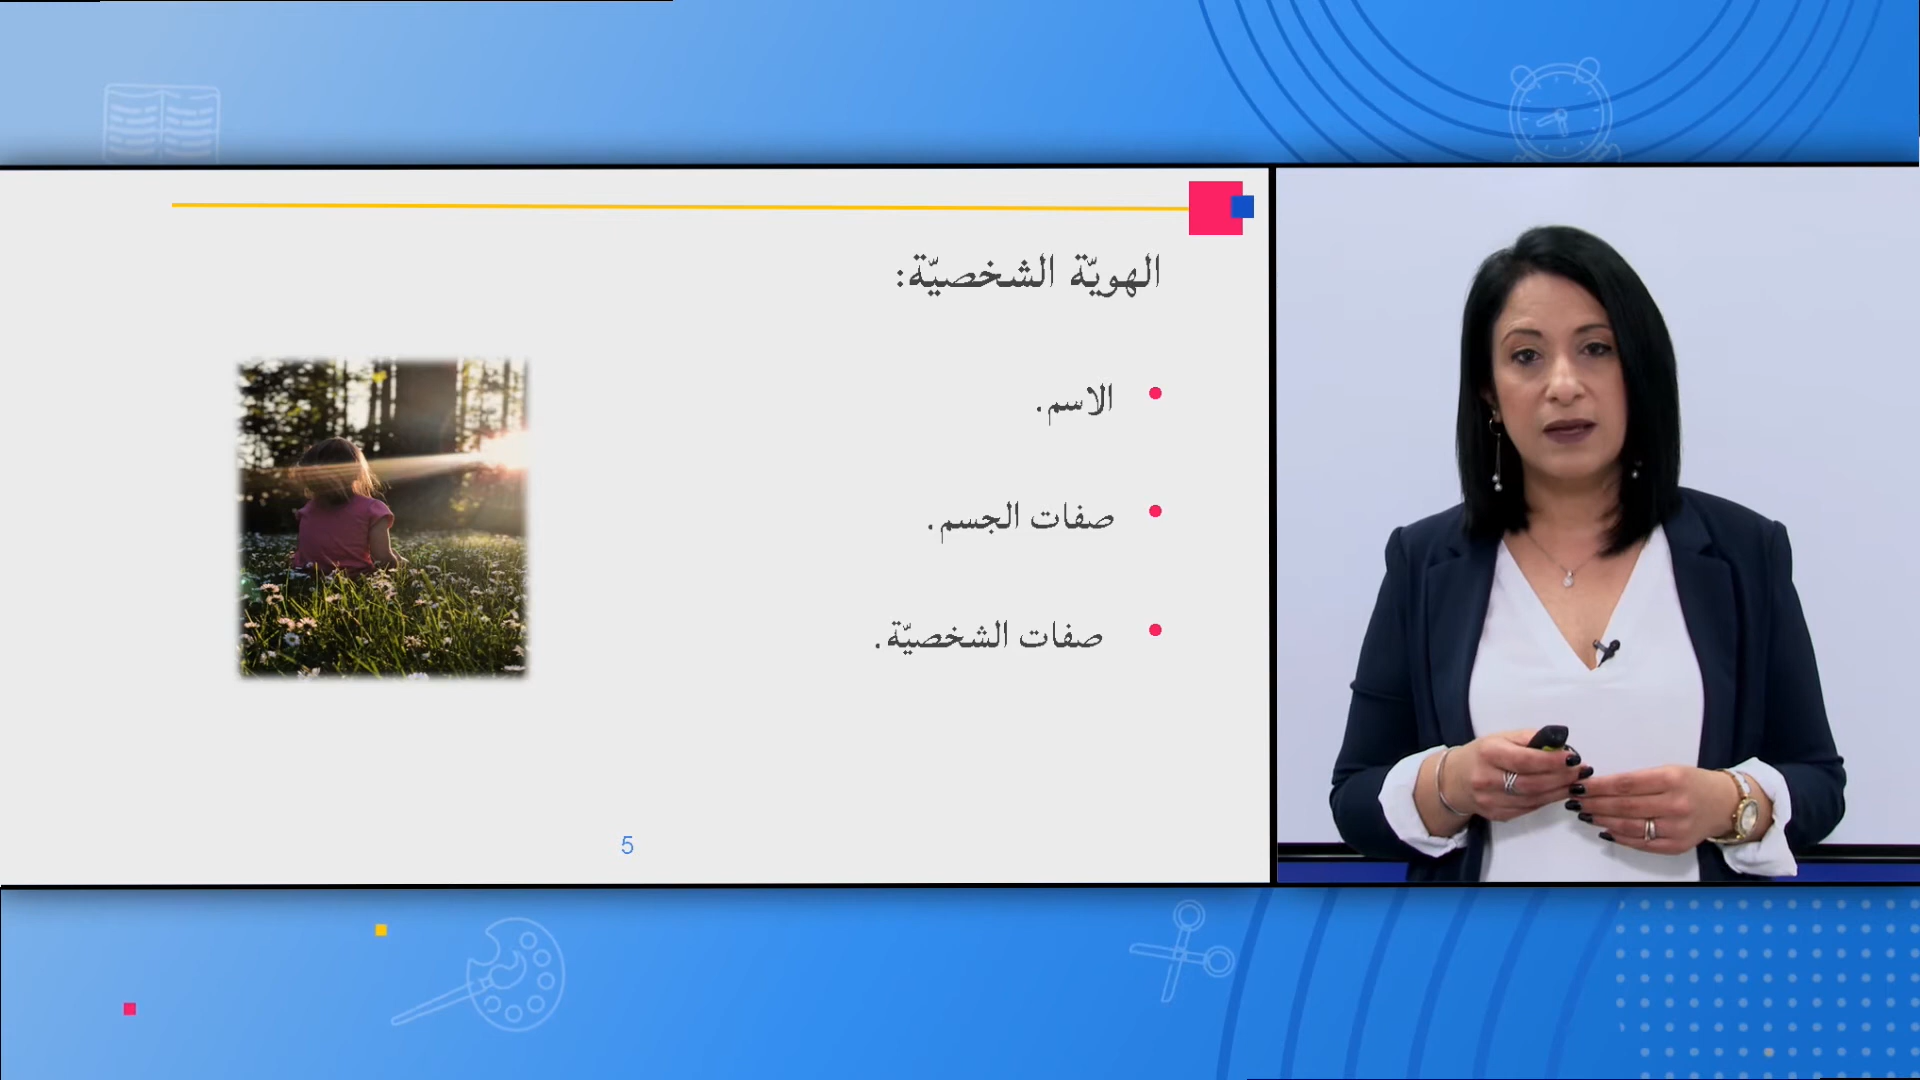 الهويّة الشخصيّة:
الاسم.
صفات الجسم.
صفات الشخصيّة.
5